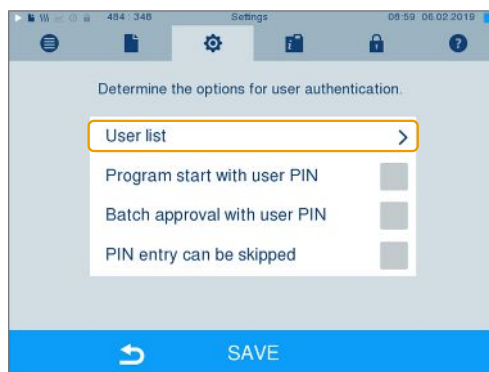 484 : 348 Settings 08:59 06.02.2019
Determine the options for user authentication.
User list
Program start with user PIN
Batch approval with user PIN
PIN entry can be skipped
SAVE